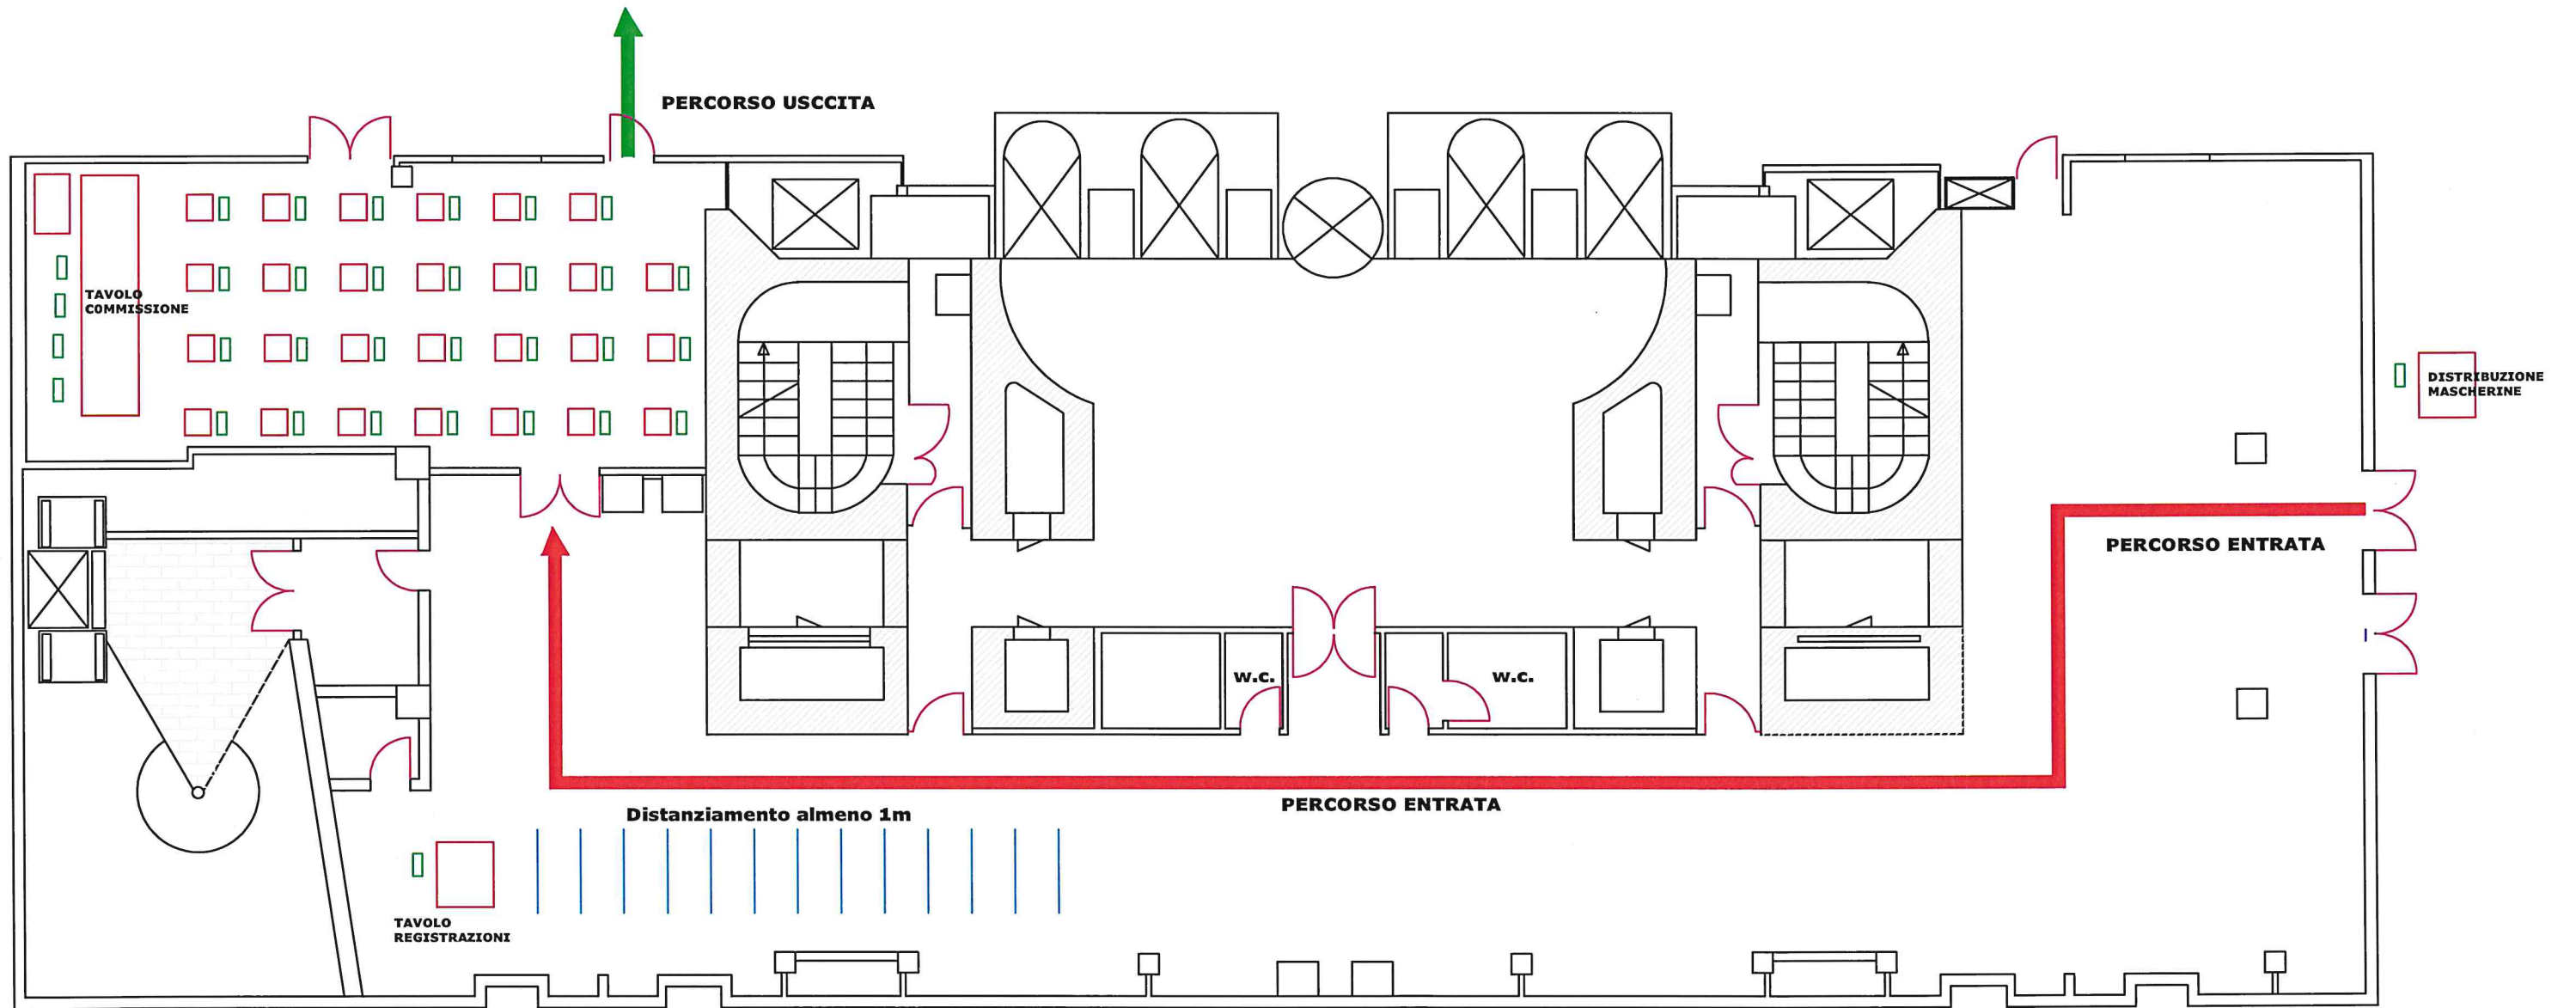 PERCORSO USCCITA
TAVOLO
COMMISSIONE
DISTRIBUZIONE
MASCHERINE
PERCORSO ENTRATA
W.C.
W.C.
PERCORSO ENTRATA
Distanziamento almeno 1m
TAVOLO
REGISTRAZIONI